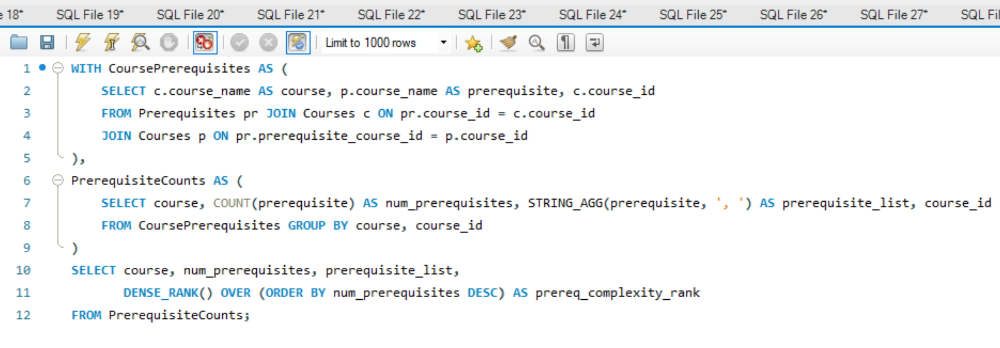 e 18* SQL File 19* SQL File 20* SQL File 21* SQL File 22* SQL File 23* SQL File 24* SQL File 25* SQL File 26* SQL File 27* SQL Fil
Limit to 1000 rows
1 WITH CoursePrerequisites AS (
2 SELECT c.course_name AS course, p.course_name AS prerequisite, c.course_id
3 FROM Prerequisites pr JOIN Courses c ON pr.course_id = c.course_id
4 JOIN Courses p ON pr.prerequisite_course_id = p.course_id
5 ),
6 PrerequisiteCounts AS (
7 SELECT course, COUNT(prerequisite) AS num_prerequisites, STRING_AGG(prerequisite, ', ') AS prerequisite_list, course_id
8 FROM CoursePrerequisites GROUP BY course, course_id
9 )
10 SELECT course, num_prerequisites, prerequisite_list,
11 DENSE_RANK() OVER (ORDER BY num_prerequisites DESC) AS prereq_complexity_rank
12 FROM PrerequisiteCounts;